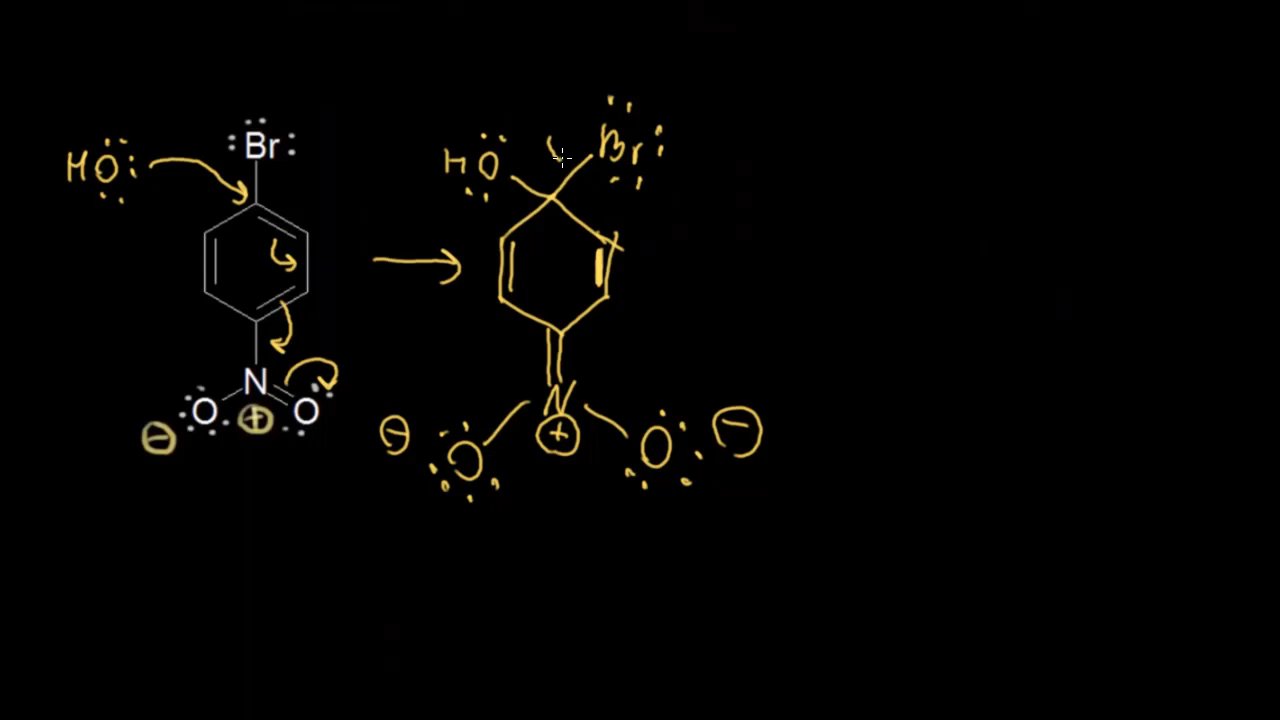 Br
HO
N
O + O
−
HO Br
N
− O + O −